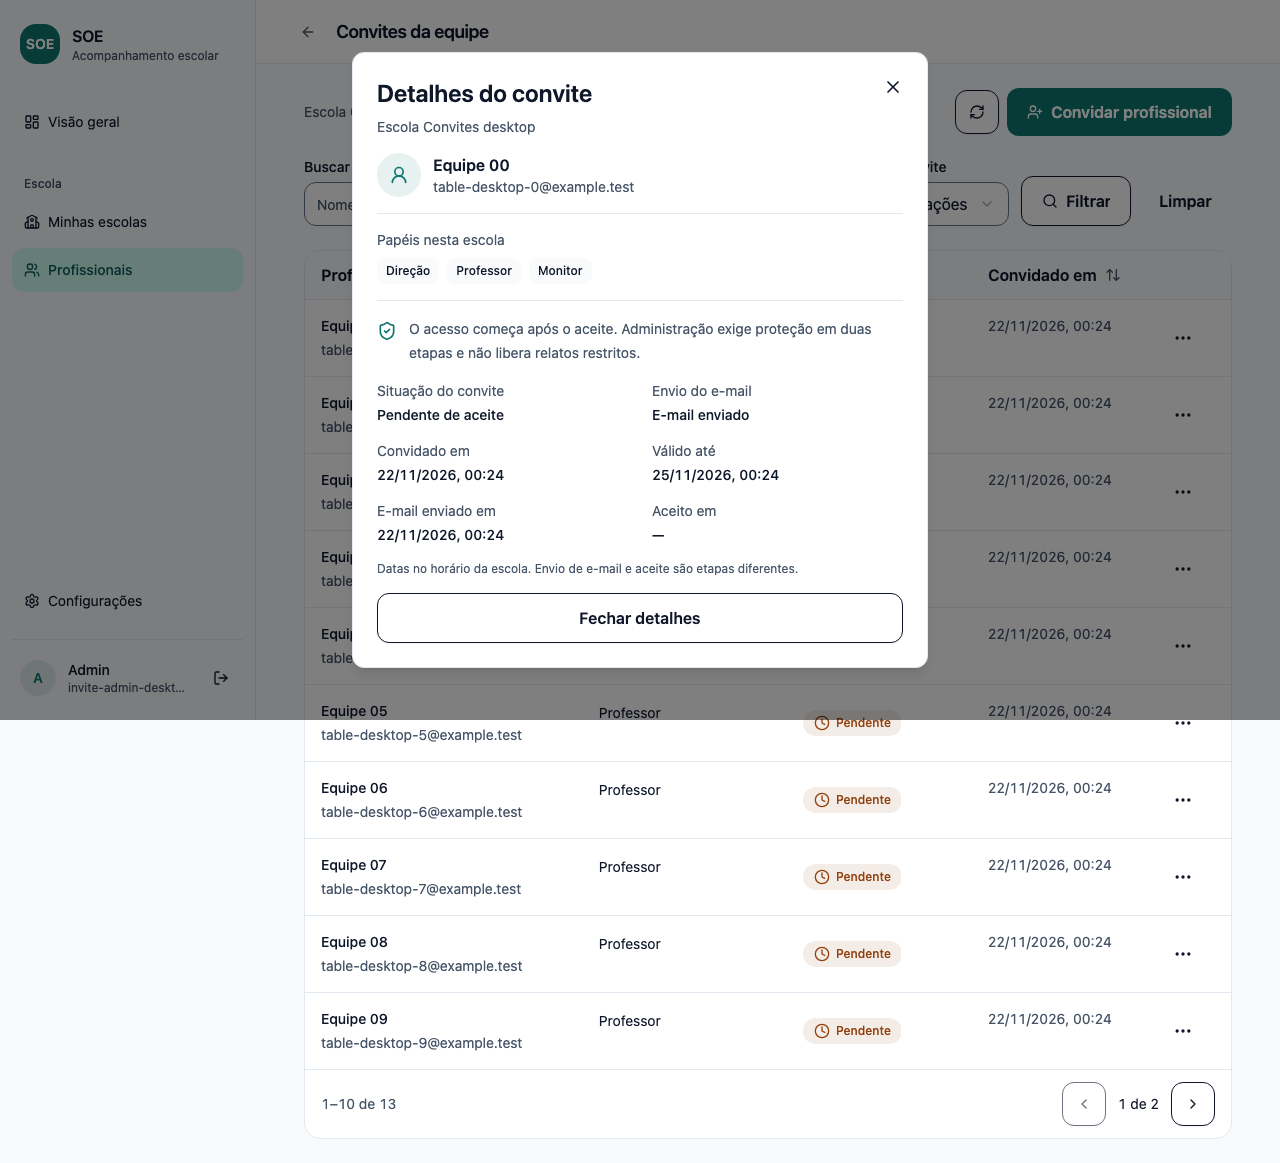 SOE
SOE
Acompanhamento escolar
Visão geral
Escola
Minhas escolas
Profissionais
Configurações
A
Admin
invite-admin-deskt...
Convites da equipe
Escola
Convidar profissional
Buscar
Nome
vite
ações
Filtrar
Limpar
Detalhes do convite
Escola Convites desktop
Equipe 00
table-desktop-0@example.test
Papéis nesta escola
Direção
Professor
Monitor
O acesso começa após o aceite. Administração exige proteção em duas
etapas e não libera relatos restritos.
Situação do convite
Pendente de aceite
Envio do e-mail
E-mail enviado
Convidado em
22/11/2026, 00:24
Válido até
25/11/2026, 00:24
E-mail enviado em
22/11/2026, 00:24
Aceito em
—
Datas no horário da escola. Envio de e-mail e aceite são etapas diferentes.
Fechar detalhes
Prof
Convidado em
Equip
table
22/11/2026, 00:24
Equip
table
22/11/2026, 00:24
Equip
table
22/11/2026, 00:24
Equip
table
22/11/2026, 00:24
Equip
table
22/11/2026, 00:24
Equipe 05
table-desktop-5@example.test
Professor
Pendente
22/11/2026, 00:24
Equipe 06
table-desktop-6@example.test
Professor
Pendente
22/11/2026, 00:24
Equipe 07
table-desktop-7@example.test
Professor
Pendente
22/11/2026, 00:24
Equipe 08
table-desktop-8@example.test
Professor
Pendente
22/11/2026, 00:24
Equipe 09
table-desktop-9@example.test
Professor
Pendente
22/11/2026, 00:24
1–10 de 13
1 de 2